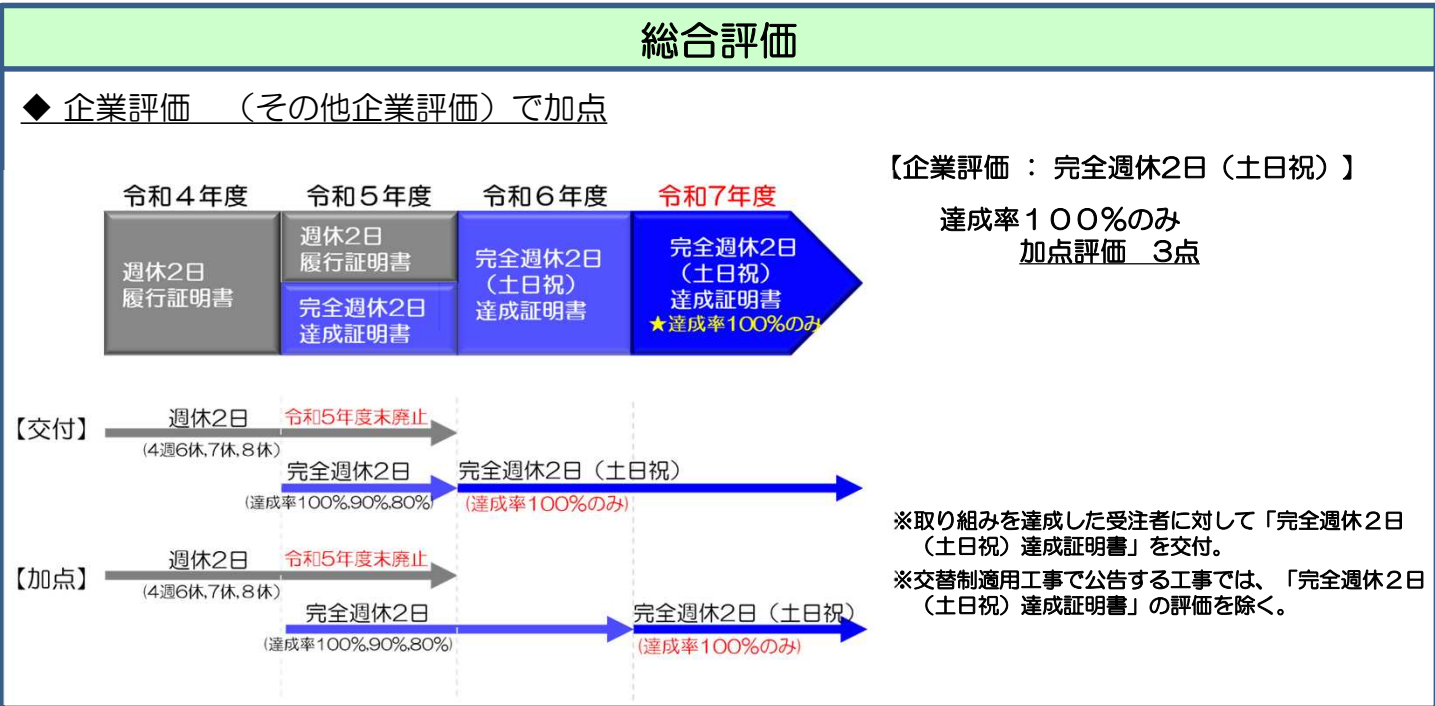 総合評価
◆ 企業評価　（その他企業評価）で加点
令和４年度
令和５年度
令和６年度
令和７年度
週休２日
履行証明書
週休２日
履行証明書
完全週休２日
達成証明書
完全週休２日
（土日祝）
達成証明書
完全週休２日
（土日祝）
達成証明書
★達成率100%のみ
【企業評価 ： 完全週休２日（土日祝）】
達成率１００％のみ
加点評価　３点
【交付】
週休２日
(4週6休,7休,8休)
令和５年度末廃止
完全週休２日
(達成率100%,90%,80%)
完全週休２日（土日祝）
(達成率100%のみ)
【加点】
週休２日
(4週6休,7休,8休)
令和５年度末廃止
完全週休２日
(達成率100%,90%,80%)
完全週休２日（土日祝）
(達成率100%のみ)
※取り組みを達成した受注者に対して「完全週休２日
（土日祝）達成証明書」を交付。
※交替制適用工事で公告する工事では、「完全週休２日
（土日祝）達成証明書」の評価を除く。